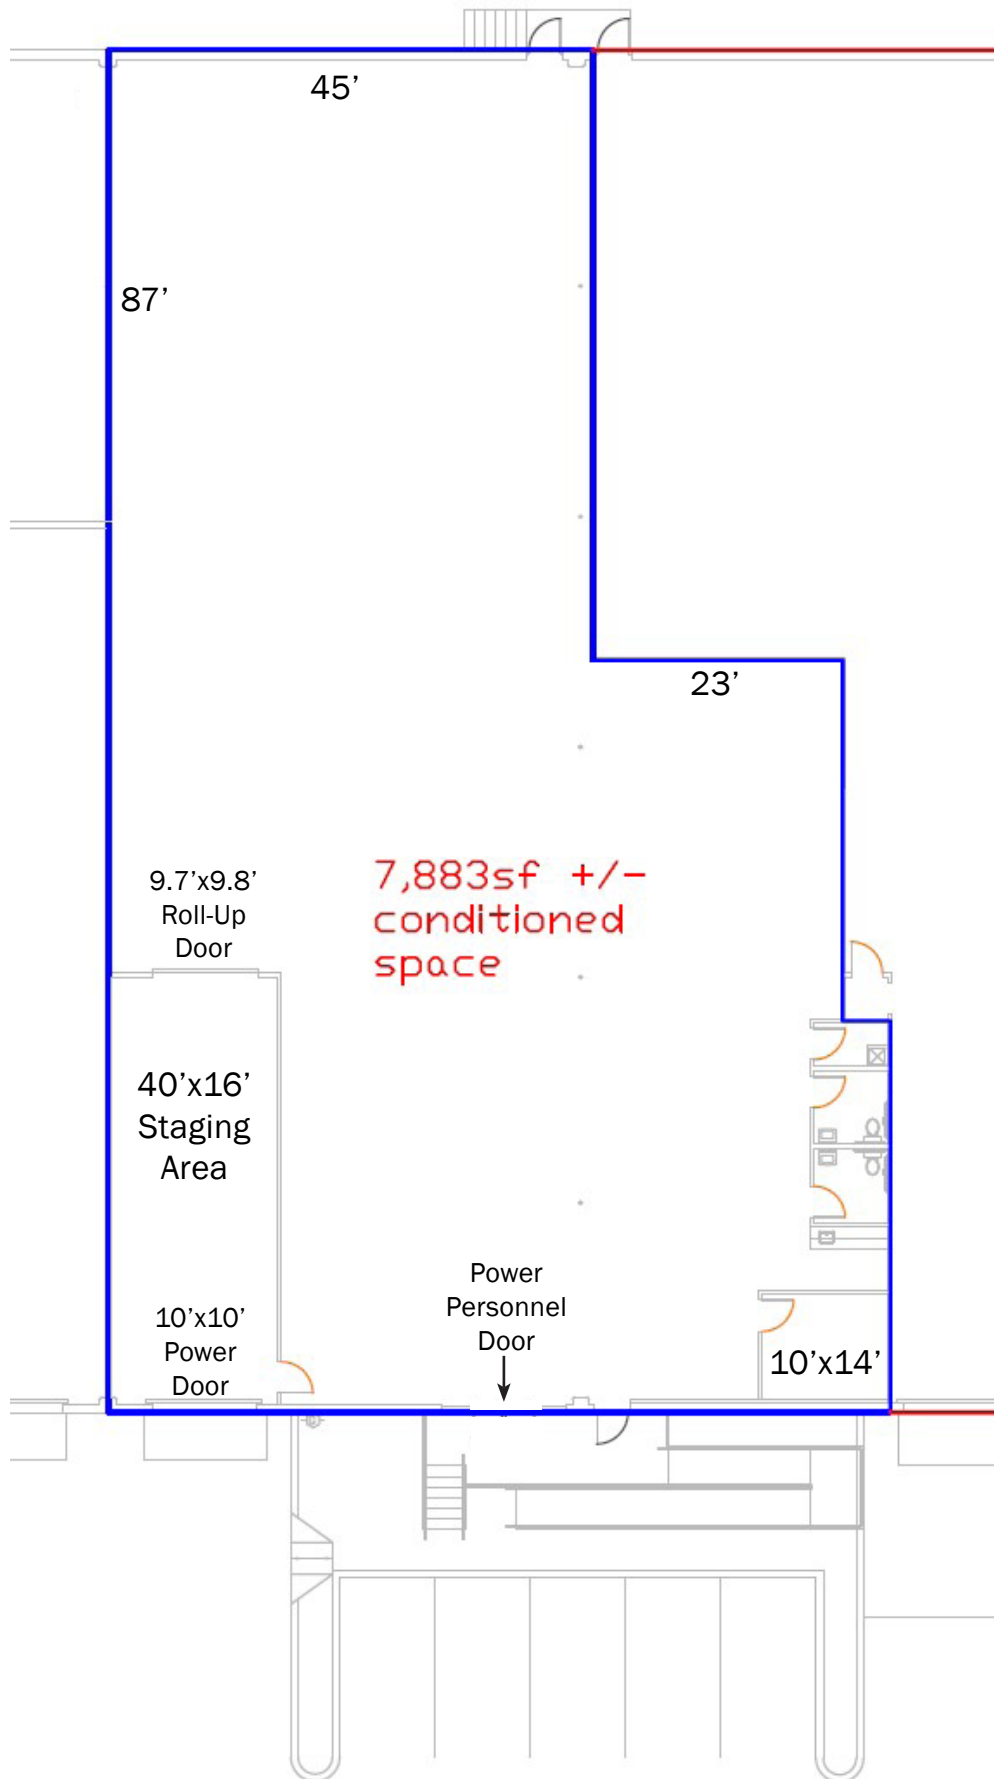 45’
87’
23’
9.7’x9.8’
Roll-Up
Door
7,883sf +/-
conditioned
space
40’x16’
Staging
Area
Power
Personnel
Door
10’x10’
Power
Door
10’x14’